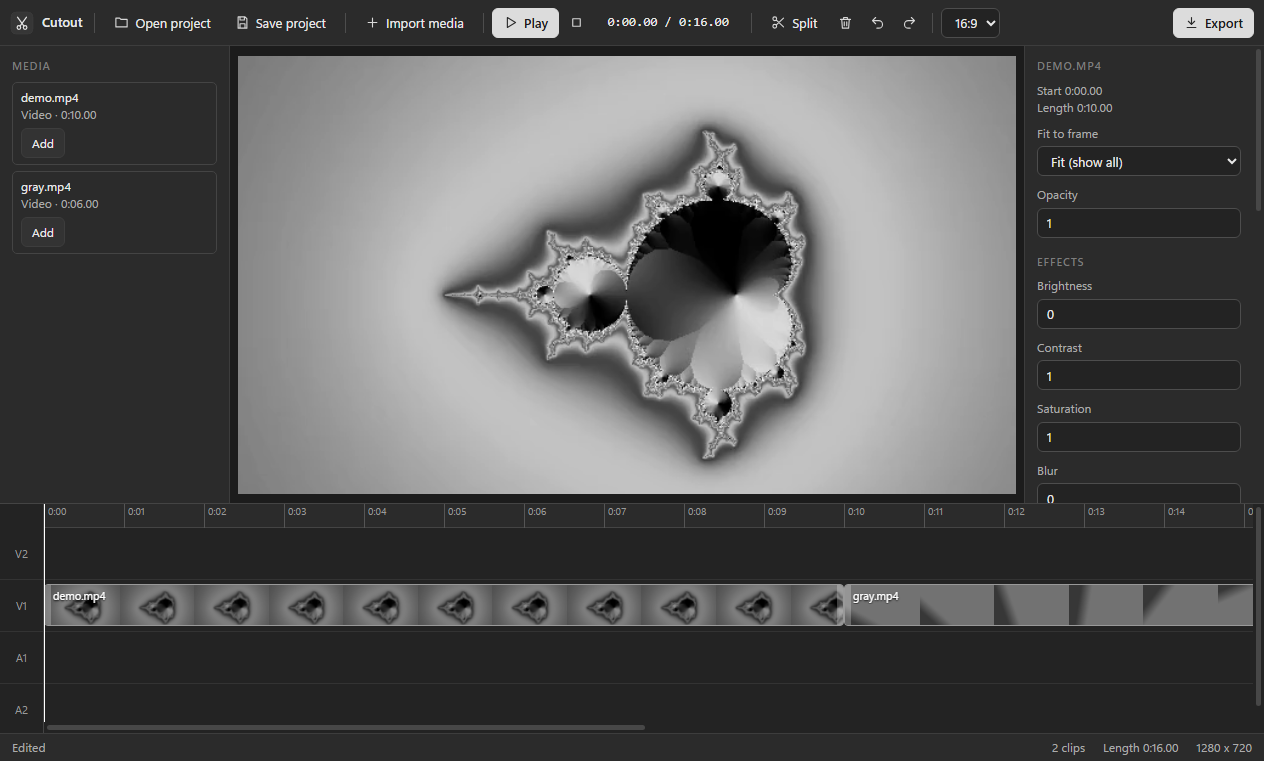 Cutout
Open project
Save project
Import media
Play
0:00.00 / 0:16.00
Split
16:9
Export
MEDIA
demo.mp4
Video · 0:10.00
Add
gray.mp4
Video · 0:06.00
Add
DEMO.MP4
Start 0:00.00
Length 0:10.00
Fit to frame
Fit (show all)
Opacity
1
EFFECTS
Brightness
0
Contrast
1
Saturation
1
Blur
0
0:00 0:01 0:02 0:03 0:04 0:05 0:06 0:07 0:08 0:09 0:10 0:11 0:12 0:13 0:14
V2
V1
demo.mp4
gray.mp4
A1
A2
Edited
2 clips
Length 0:16.00
1280 x 720